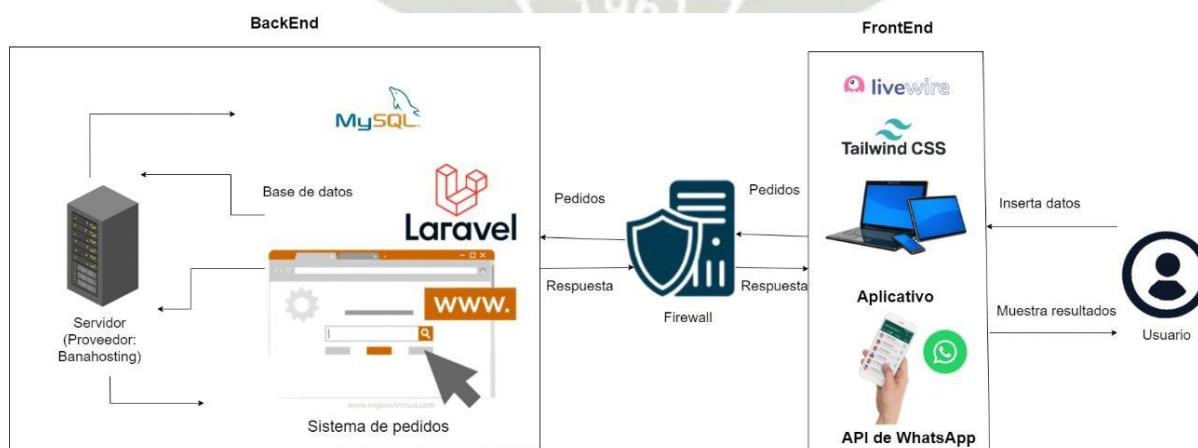 1961
BackEnd
FrontEnd
livewire
MySQL
Tailwind CSS
Base de datos
Laravel
Pedidos
Pedidos
Inserta datos
www.
Respuesta
Respuesta
Aplicativo
Muestra resultados
Servidor
(Proveedor:
Banahosting)
Firewall
Usuario
www.IngenioVirtual.com
Sistema de pedidos
API de WhatsApp